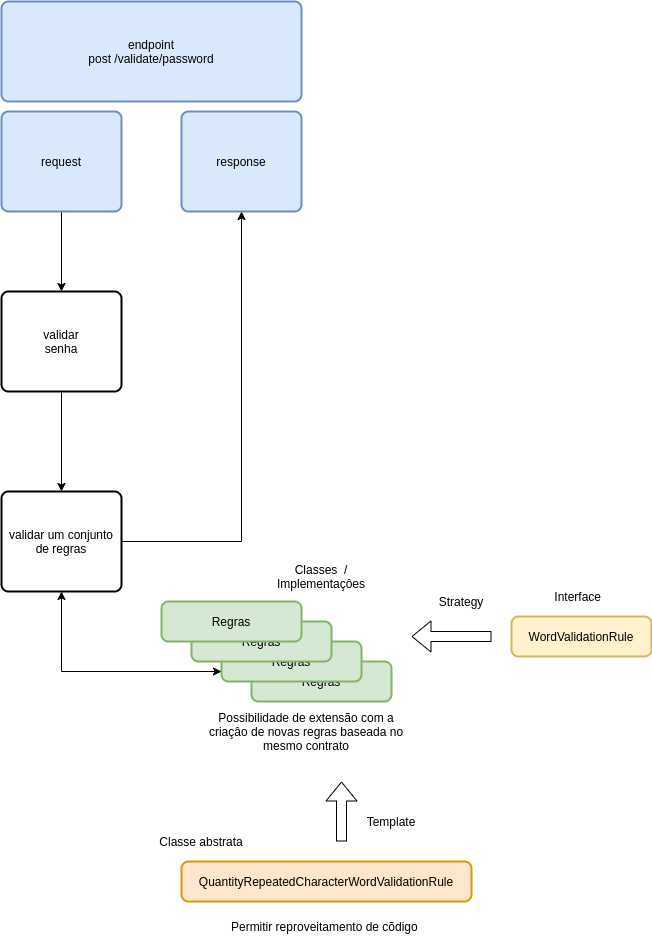 endpoint
post /validate/password
request
response
validar
senha
validar um conjunto
de regras
Classes /
Implementações
Regras
Regras
Regras
Regras
Strategy
Interface
WordValidationRule
Possibilidade de extensão com a
criação de novas regras baseada no
mesmo contrato
Template
Classe abstrata
QuantityRepeatedCharacterWordValidationRule
Permitir reproveitamento de código